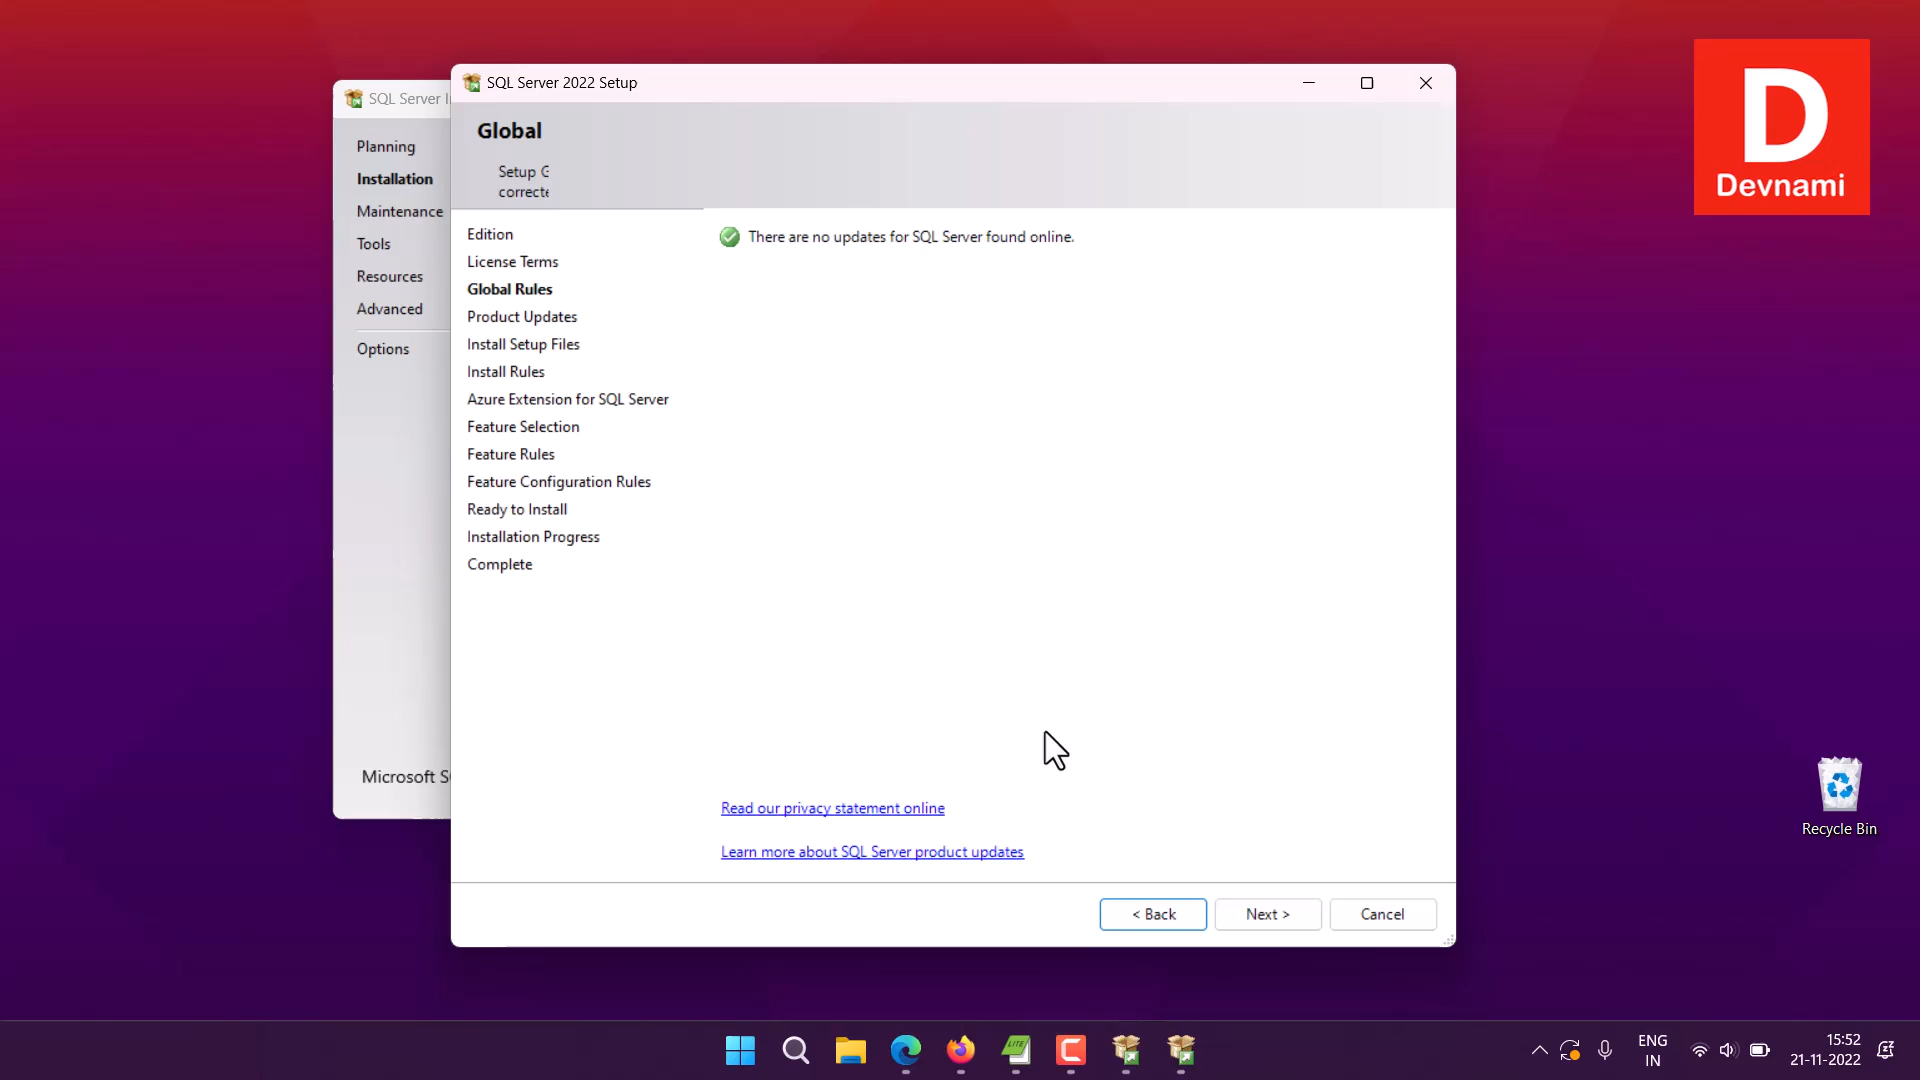 SQL Server I
Planning
Installation
Maintenance
Tools
Resources
Advanced
Options
Microsoft S
SQL Server 2022 Setup
Global
Setup G
correcte
Edition
License Terms
Global Rules
Product Updates
Install Setup Files
Install Rules
Azure Extension for SQL Server
Feature Selection
Feature Rules
Feature Configuration Rules
Ready to Install
Installation Progress
Complete
There are no updates for SQL Server found online.
Read our privacy statement online
Learn more about SQL Server product updates
< Back
Next >
Cancel
D
Devnami
Recycle Bin
LITE
ENG
IN
15:52
21-11-2022